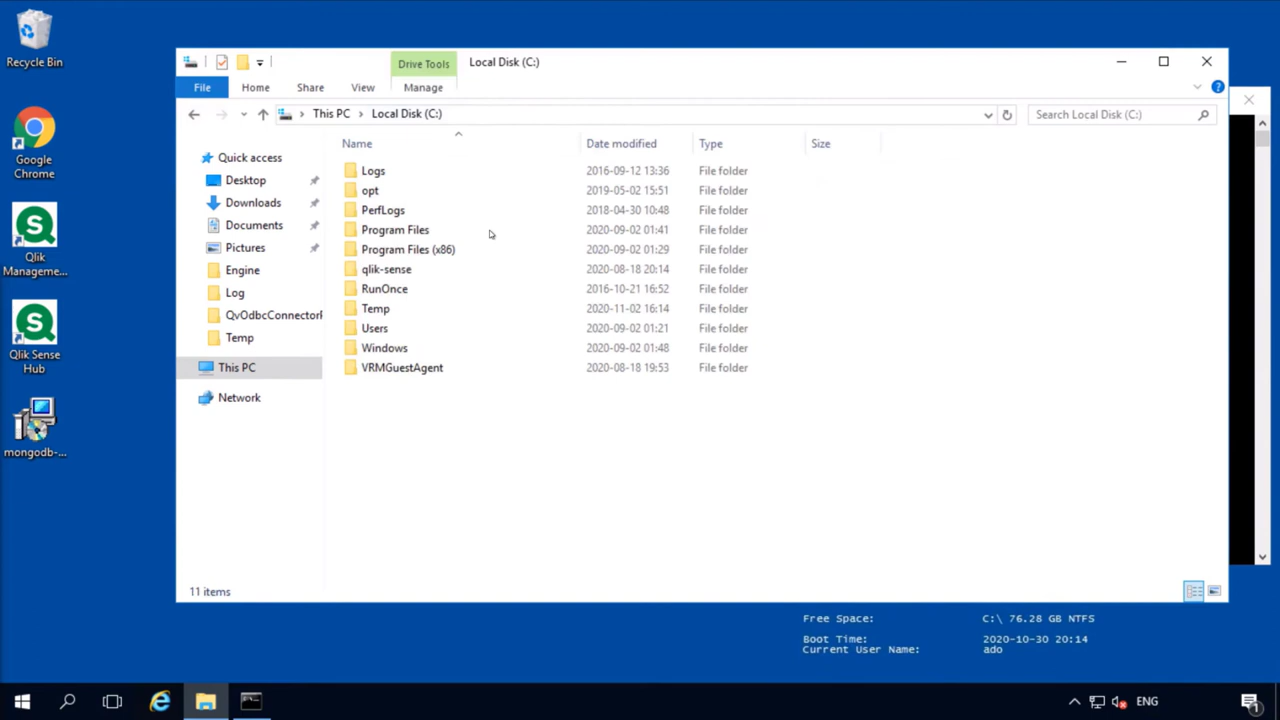 Recycle Bin
Google
Chrome
Qlik
Manageme...
Qlik Sense
Hub
mongodb-...
Drive Tools
Local Disk (C:)
File
Home
Share
View
Manage
This PC
Local Disk (C:)
Search Local Disk (C:)
Quick access
Desktop
Downloads
Documents
Pictures
Engine
Log
QvOdbcConnectorP
Temp
This PC
Network
Name Date modified Type Size
Logs 2016-09-12 13:36 File folder
opt 2019-05-02 15:51 File folder
PerfLogs 2018-04-30 10:48 File folder
Program Files 2020-09-02 01:41 File folder
Program Files (x86) 2020-09-02 01:29 File folder
qlik-sense 2020-08-18 20:14 File folder
RunOnce 2016-10-21 16:52 File folder
Temp 2020-11-02 16:14 File folder
Users 2020-09-02 01:21 File folder
Windows 2020-09-02 01:48 File folder
VRMGuestAgent 2020-08-18 19:53 File folder
11 items
Free Space: C:\ 76.28 GB NTFS
Boot Time: 2020-10-30 20:14
Current User Name: ado
ENG
1